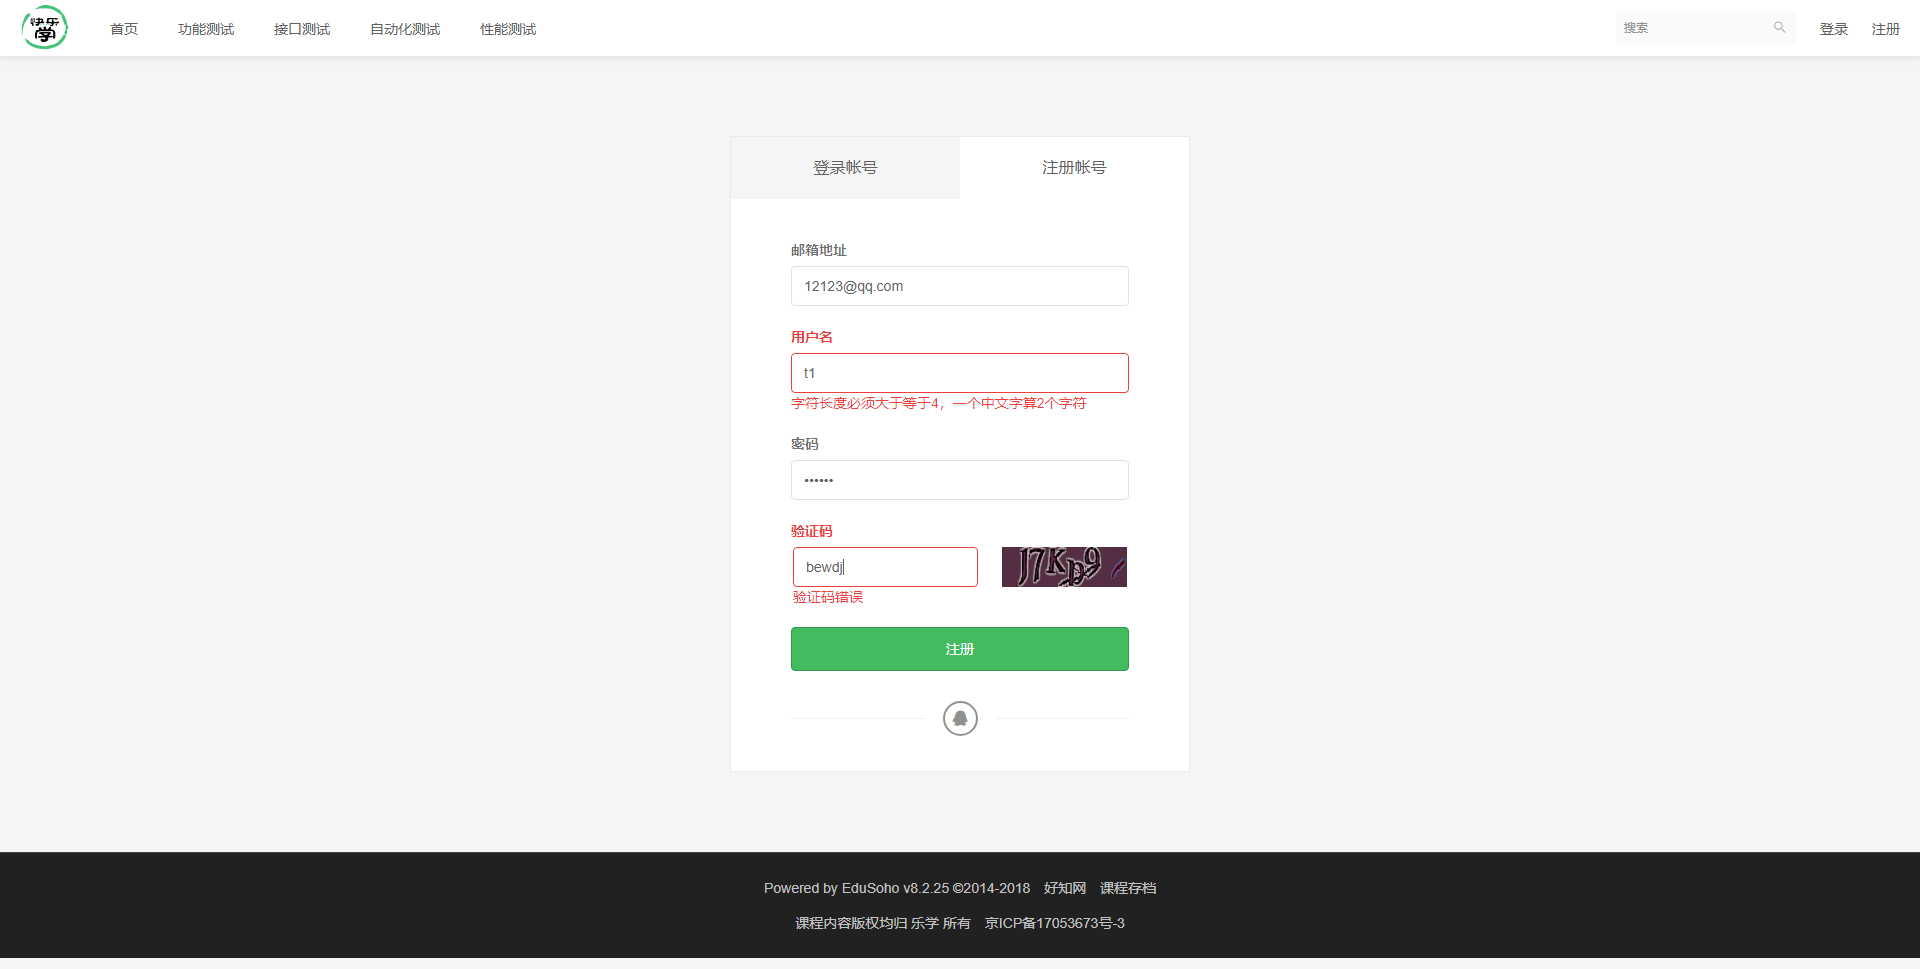 快乐
学
首页 功能测试 接口测试 自动化测试 性能测试 搜索 登录 注册
登录帐号 注册帐号
邮箱地址
12123@qq.com
用户名
t1
字符长度必须大于等于4，一个中文字算2个字符
密码
••••••
验证码
bewdj J7Kp9
验证码错误
注册
Powered by EduSoho v8.2.25 ©2014-2018 好知网 课程存档
课程内容版权均归 乐学 所有 京ICP备17053673号-3